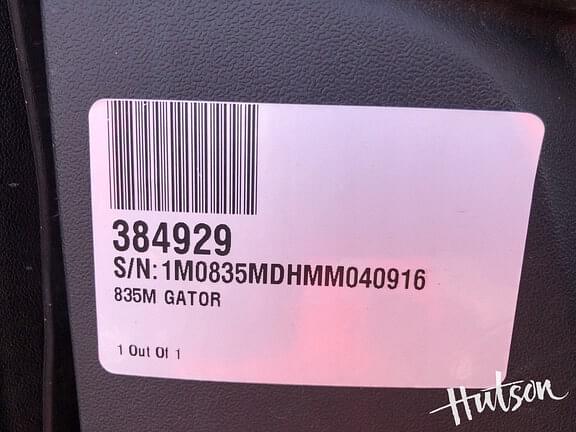 384929
S/N:1M0835MDHMM040916
835M GATOR
1 Out Of 1
Hutson